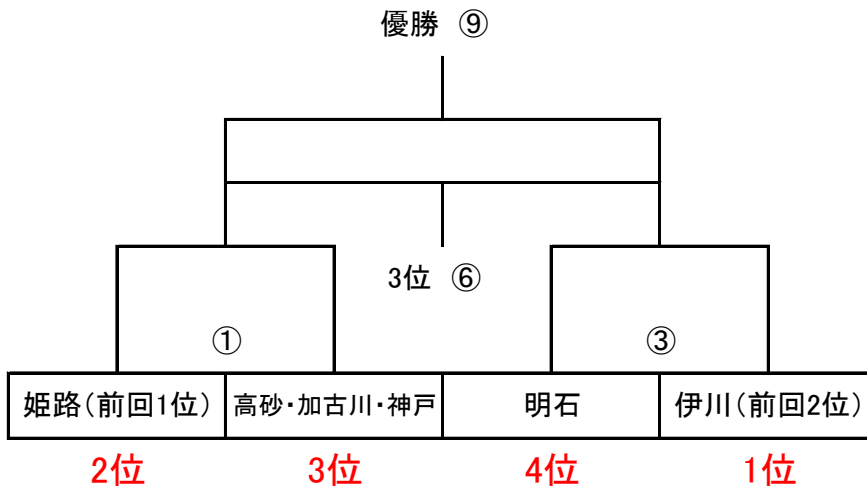 優勝 ⑨
3位 ⑥
① ③
姫路(前回1位) 高砂・加古川・神戸 明石 伊川(前回2位)
2位 3位 4位 1位